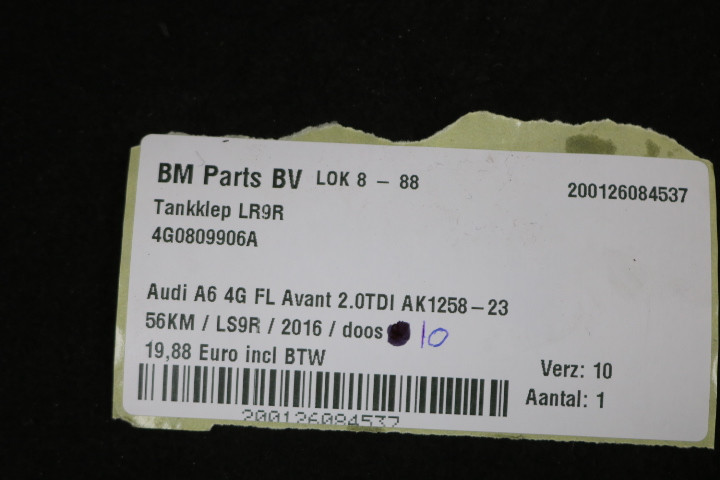 BM Parts BV LOK 8 - 88
200126084537
Tankklep LR9R
4G0809906A
Audi A6 4G FL Avant 2.0TDI AK1258-23
56KM / LS9R / 2016 / doos 10
19,88 Euro incl BTW
Verz: 10
Aantal: 1
200126084537